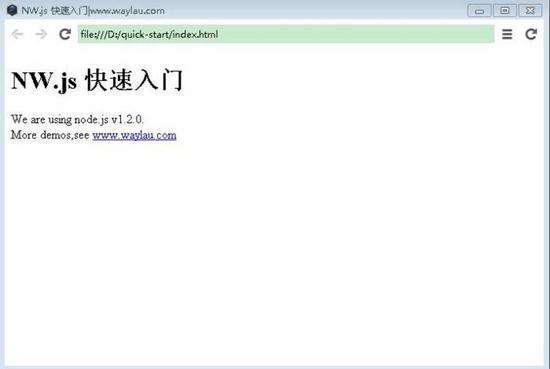 NW.js 快速入门|www.waylau.com
file:///D:/quick-start/index.html
NW.js 快速入门
We are using node.js v1.2.0.
More demos,see www.waylau.com